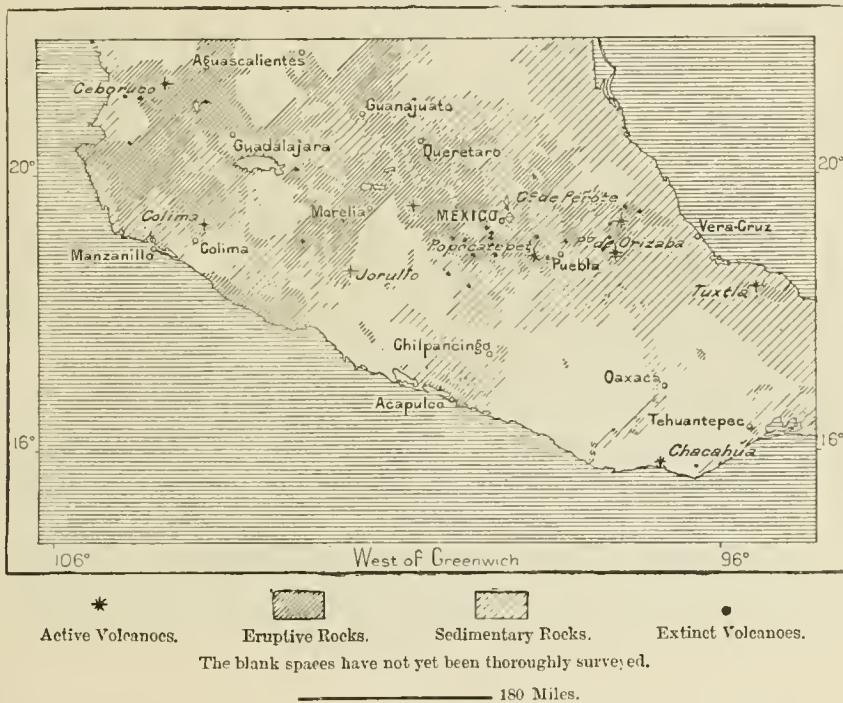 Aguascalientes
Ceboruco
Guanajuato
Guadalajara
Queretaro
20°
20°
Cᵒ. de Peroté
Morelia
MEXICO
Colima
Vera-Cruz
Manzanillo
Colima
Popocatepetl
Pᵒ de Orizaba
Puebla
Jorullo
Tuxtla
Chilpancingo
Oaxaca
Acapulco
Tehuantepec
16°
16°
Chacahua
106°
West of Greenwich
96°
Active Volcanoes.
Eruptive Rocks.
Sedimentary Rocks.
Extinct Volcanoes.
The blank spaces have not yet been thoroughly surveyed.
180 Miles.